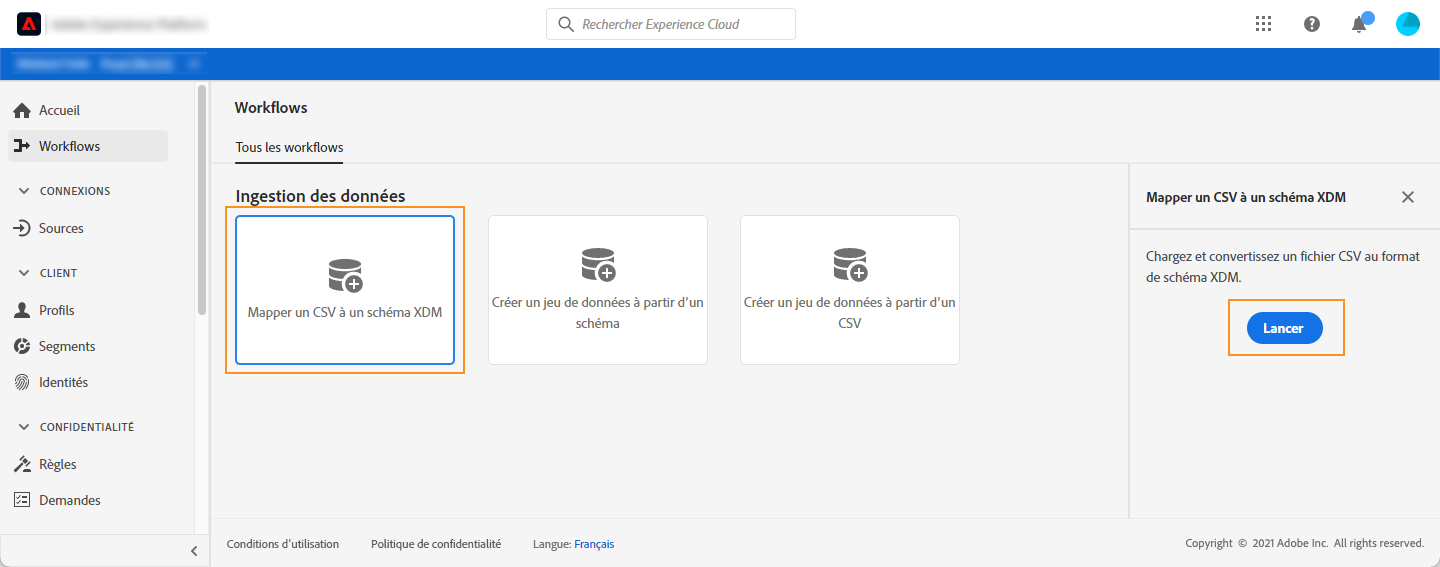 Rechercher Experience Cloud
Accueil
Workflows
CONNEXIONS
Sources
CLIENT
Profils
Segments
Identités
CONFIDENTIALITÉ
Règles
Demandes
Workflows
Tous les workflows
Ingestion des données
Mapper un CSV à un schéma XDM
Créer un jeu de données à partir d’un
schéma
Créer un jeu de données à partir d’un
CSV
Mapper un CSV à un schéma XDM
Chargez et convertissez un fichier CSV au format
de schéma XDM.
Lancer
Conditions d’utilisation Politique de confidentialité Langue: Français
Copyright © 2021 Adobe Inc. All rights reserved.